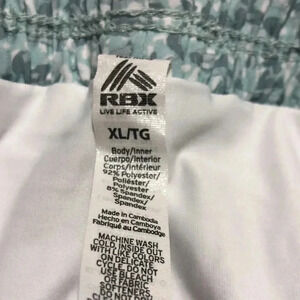 RBX
LIVE LIFE ACTIVE
XL/TG
Body/Inner
Cuerpo/Interior
Corps/Intérieur
92% Polyester/
Poliéster/
Polyester
8% Spandex/
Spandex/
Spandex
Made in Cambodia
Hecho en Camboya
Fabriqué au Cambodge
MACHINE WASH
COLD, INSIDE OUT
WITH LIKE COLORS
ON DELICATE
CYCLE. DO NOT
USE BLEACH
OR FABRIC
SOFTENERS.